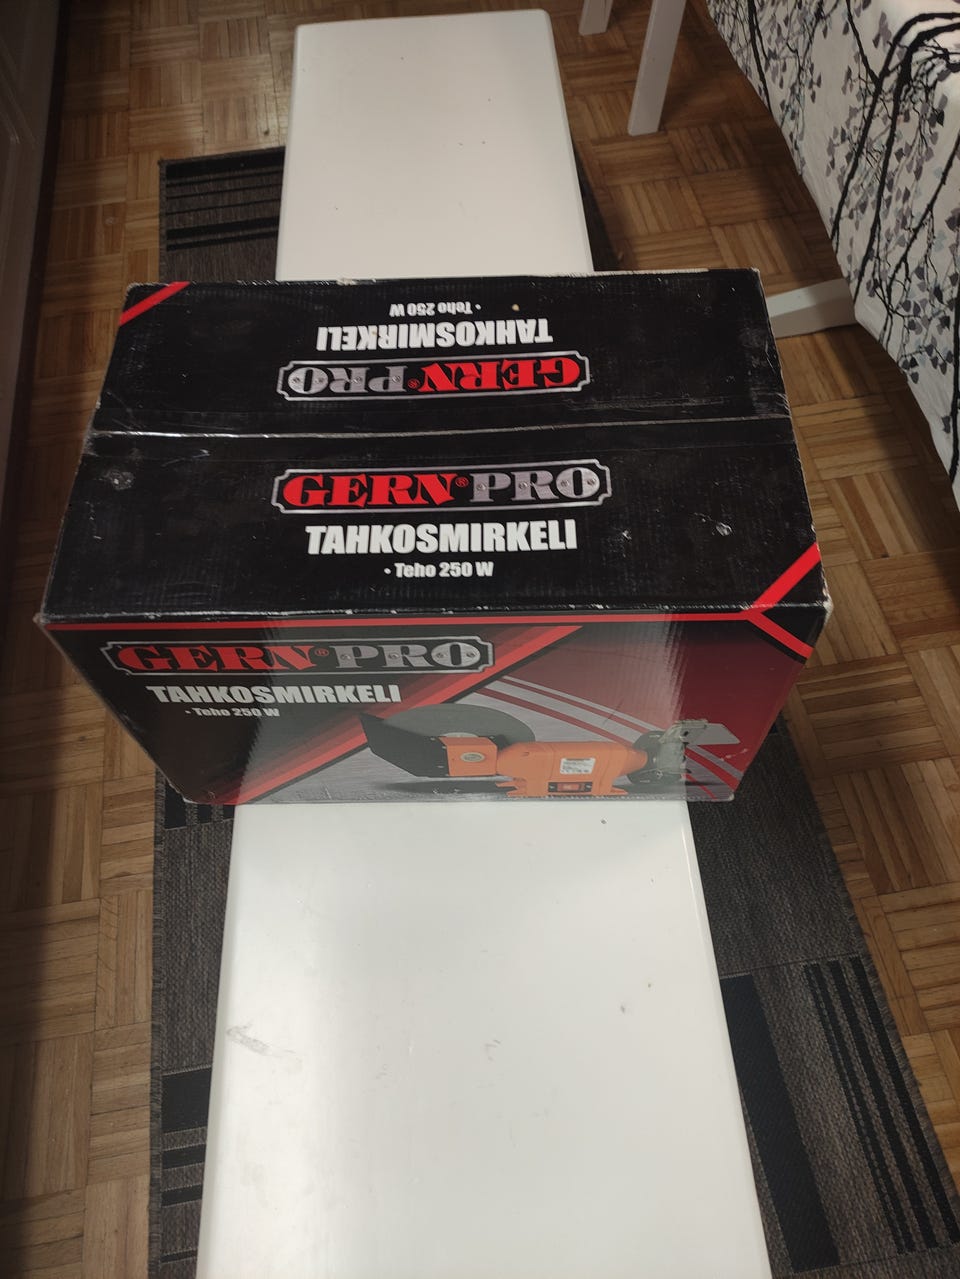 • Teho 250 W
TAHKOSMIRKELI
GERN® PRO
GERN® PRO
TAHKOSMIRKELI
• Teho 250 W
GERN® PRO
TAHKOSMIRKELI
• Teho 250 W